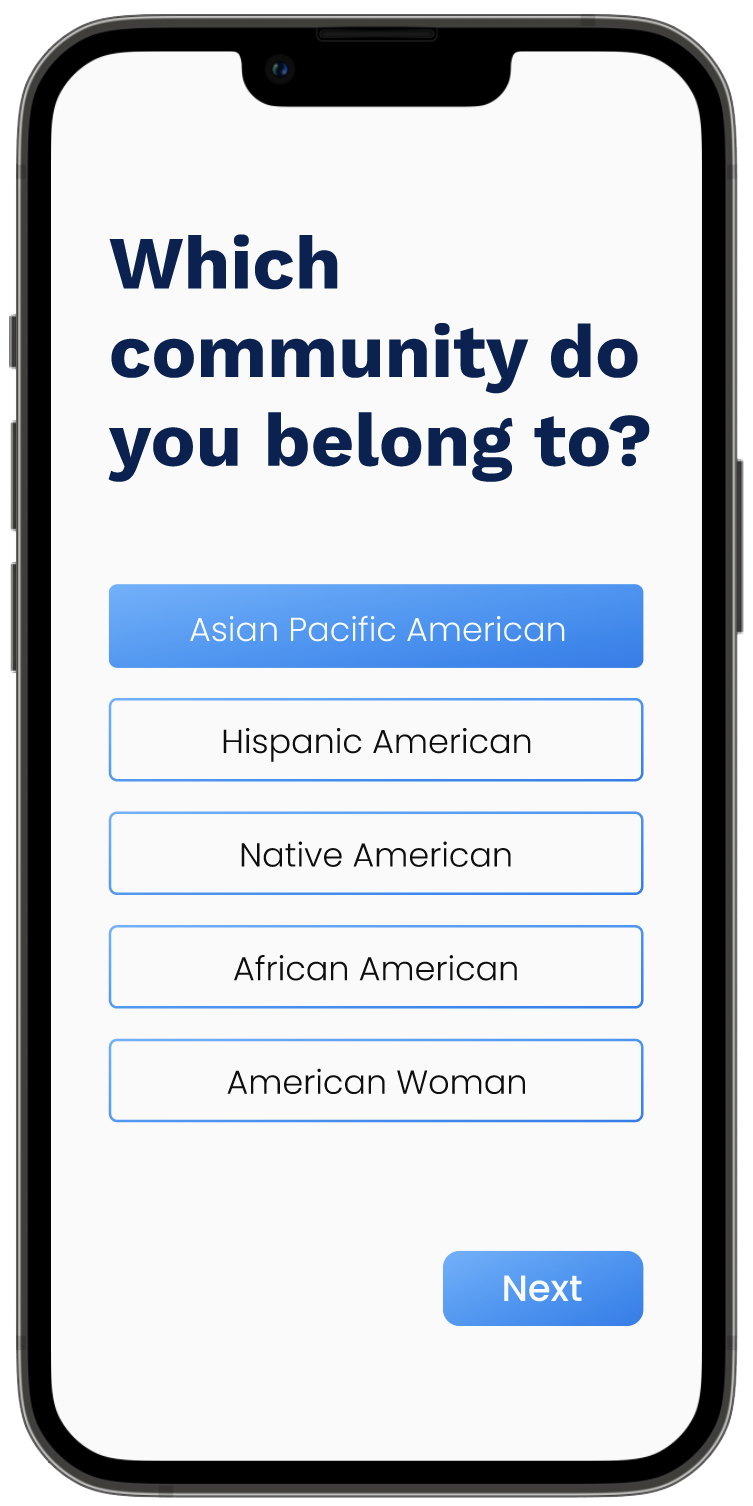 Which
community do
you belong to?
Asian Pacific American
Hispanic American
Native American
African American
American Woman
Next